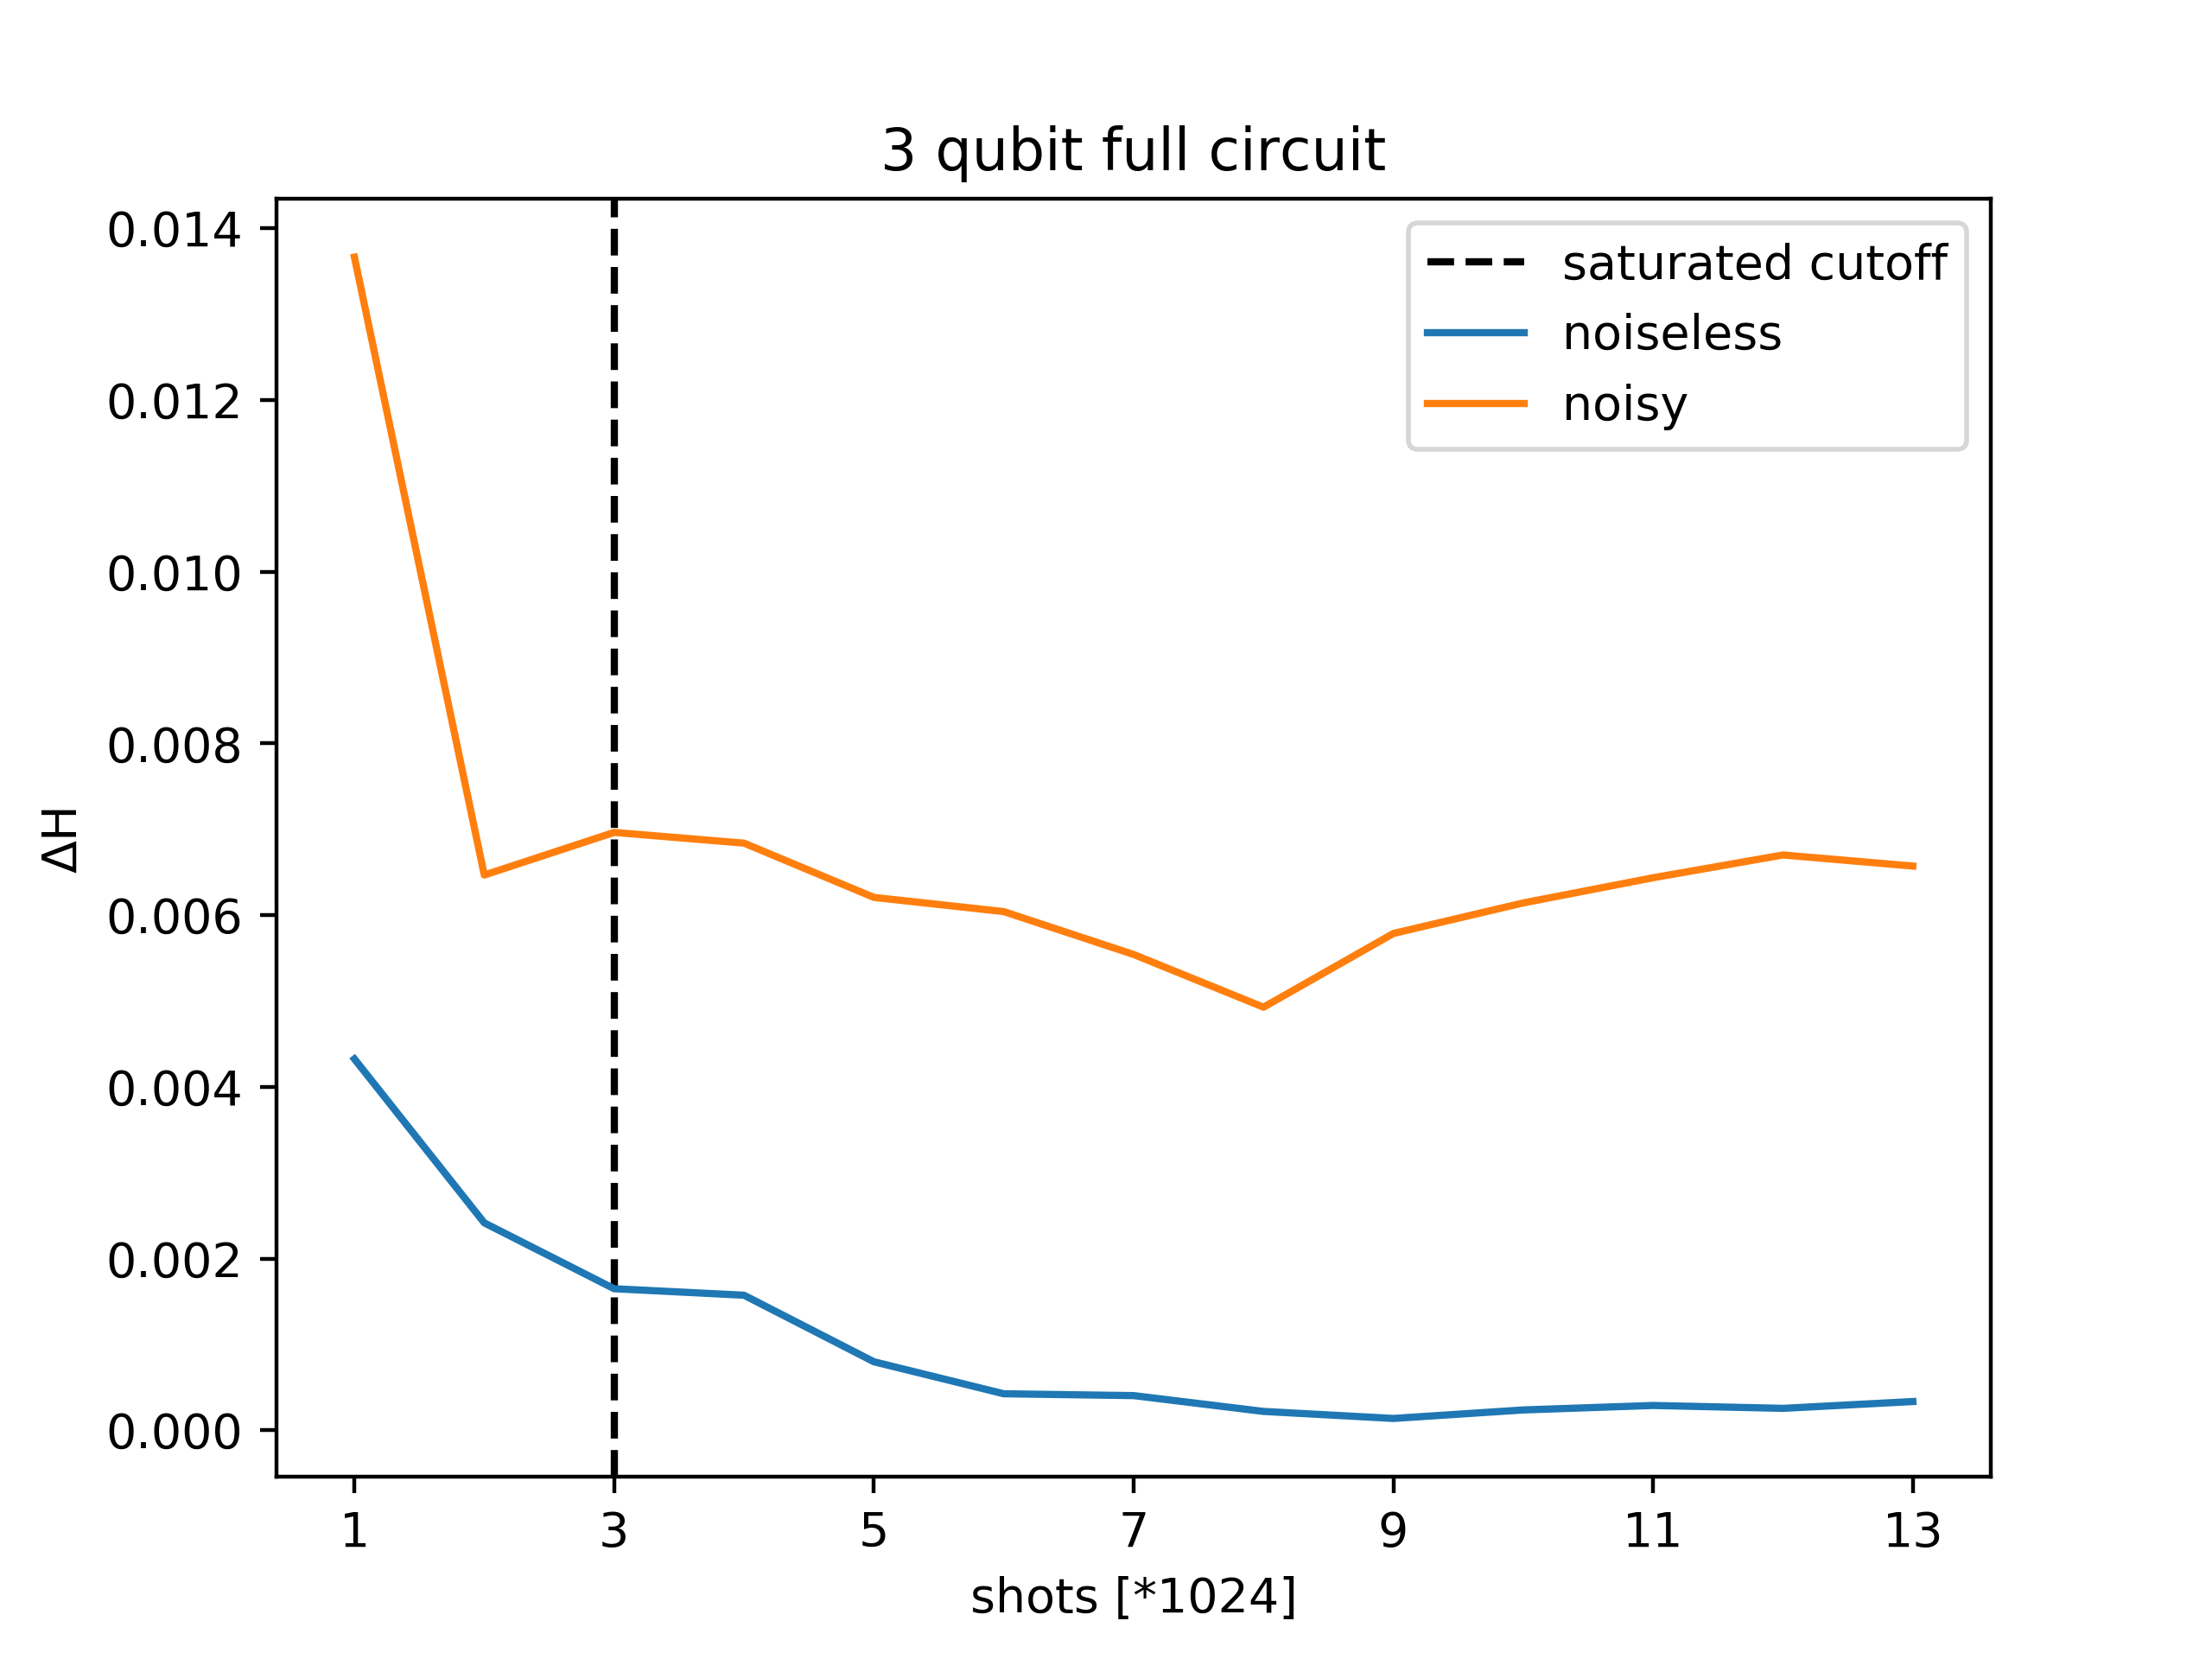 3 qubit full circuit
saturated cutoff
noiseless
noisy
0.014
0.012
0.010
0.008
0.006
0.004
0.002
0.000
ΔH
1 3 5 7 9 11 13
shots [*1024]